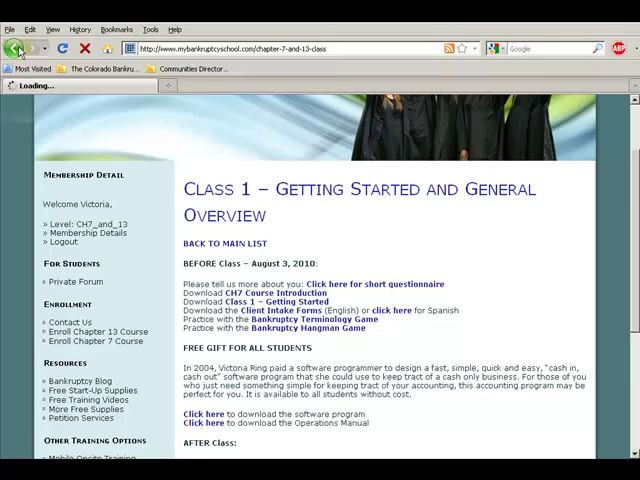 File Edit View History Bookmarks Tools Help
http://www.mybankruptcyschool.com/chapter-7-and-13-class
Google
ABP
Most Visited The Colorado Bankru... Communities Director...
Loading...
MEMBERSHIP DETAIL
Welcome Victoria,
» Level: CH7_and_13
» Membership Details
» Logout
FOR STUDENTS
Private Forum
ENROLLMENT
Contact Us
Enroll Chapter 13 Course
Enroll Chapter 7 Course
RESOURCES
Bankruptcy Blog
Free Start-Up Supplies
Free Training Videos
More Free Supplies
Petition Services
OTHER TRAINING OPTIONS
Mobile Onsite Training
CLASS 1 – GETTING STARTED AND GENERAL
OVERVIEW
BACK TO MAIN LIST
BEFORE Class – August 3, 2010:
Please tell us more about you: Click here for short questionnaire
Download CH7 Course Introduction
Download Class 1 – Getting Started
Download the Client Intake Forms (English) or click here for Spanish
Practice with the Bankruptcy Terminology Game
Practice with the Bankruptcy Hangman Game
FREE GIFT FOR ALL STUDENTS
In 2004, Victoria Ring paid a software programmer to design a fast, simple, quick and easy, "cash in,
cash out" software program that she could use to keep tract of a cash only business. For those of you
who just need something simple for keeping tract of your accounting, this accounting program may be
perfect for you. It is available to all students without cost.
Click here to download the software program
Click here to download the Operations Manual
AFTER Class: